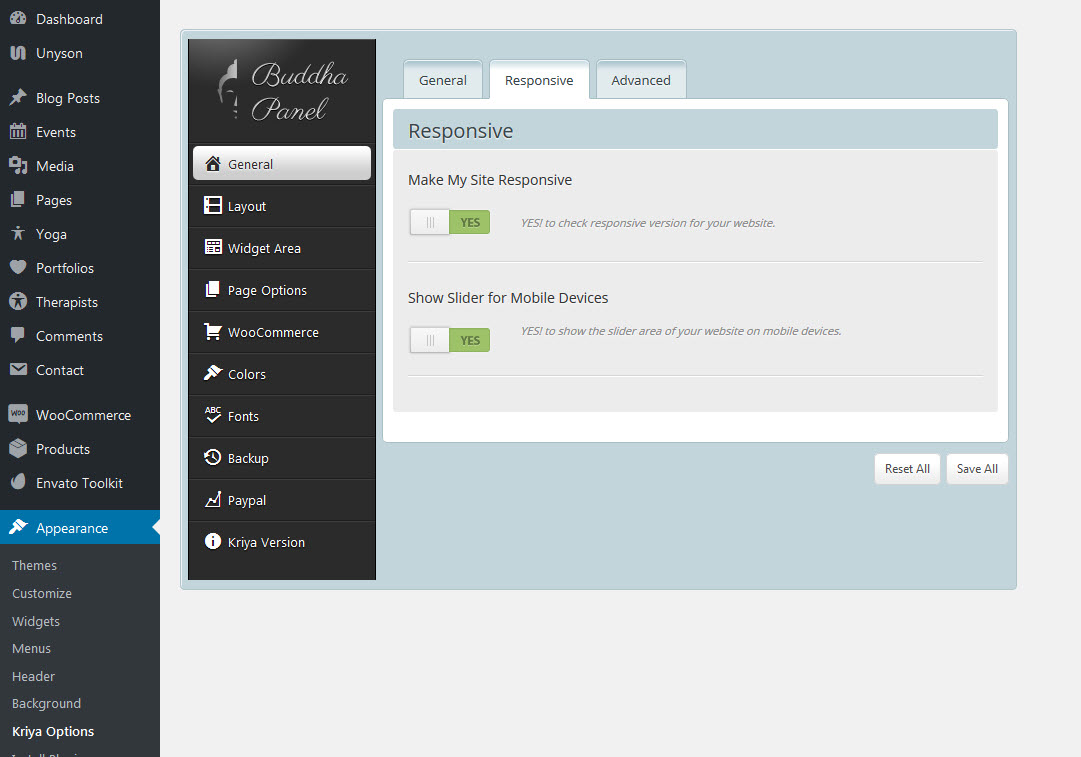 Dashboard
Unyson
Blog Posts
Events
Media
Pages
Yoga
Portfolios
Therapists
Comments
Contact
WOO WooCommerce
Products
Envato Toolkit
Appearance
Themes
Customize
Widgets
Menus
Header
Background
Kriya Options
Buddha
Panel
General
Layout
Widget Area
Page Options
WooCommerce
Colors
ABC Fonts
Backup
Paypal
Kriya Version
General Responsive Advanced
Responsive
Make My Site Responsive
YES YES! to check responsive version for your website.
Show Slider for Mobile Devices
YES YES! to show the slider area of your website on mobile devices.
Reset All Save All